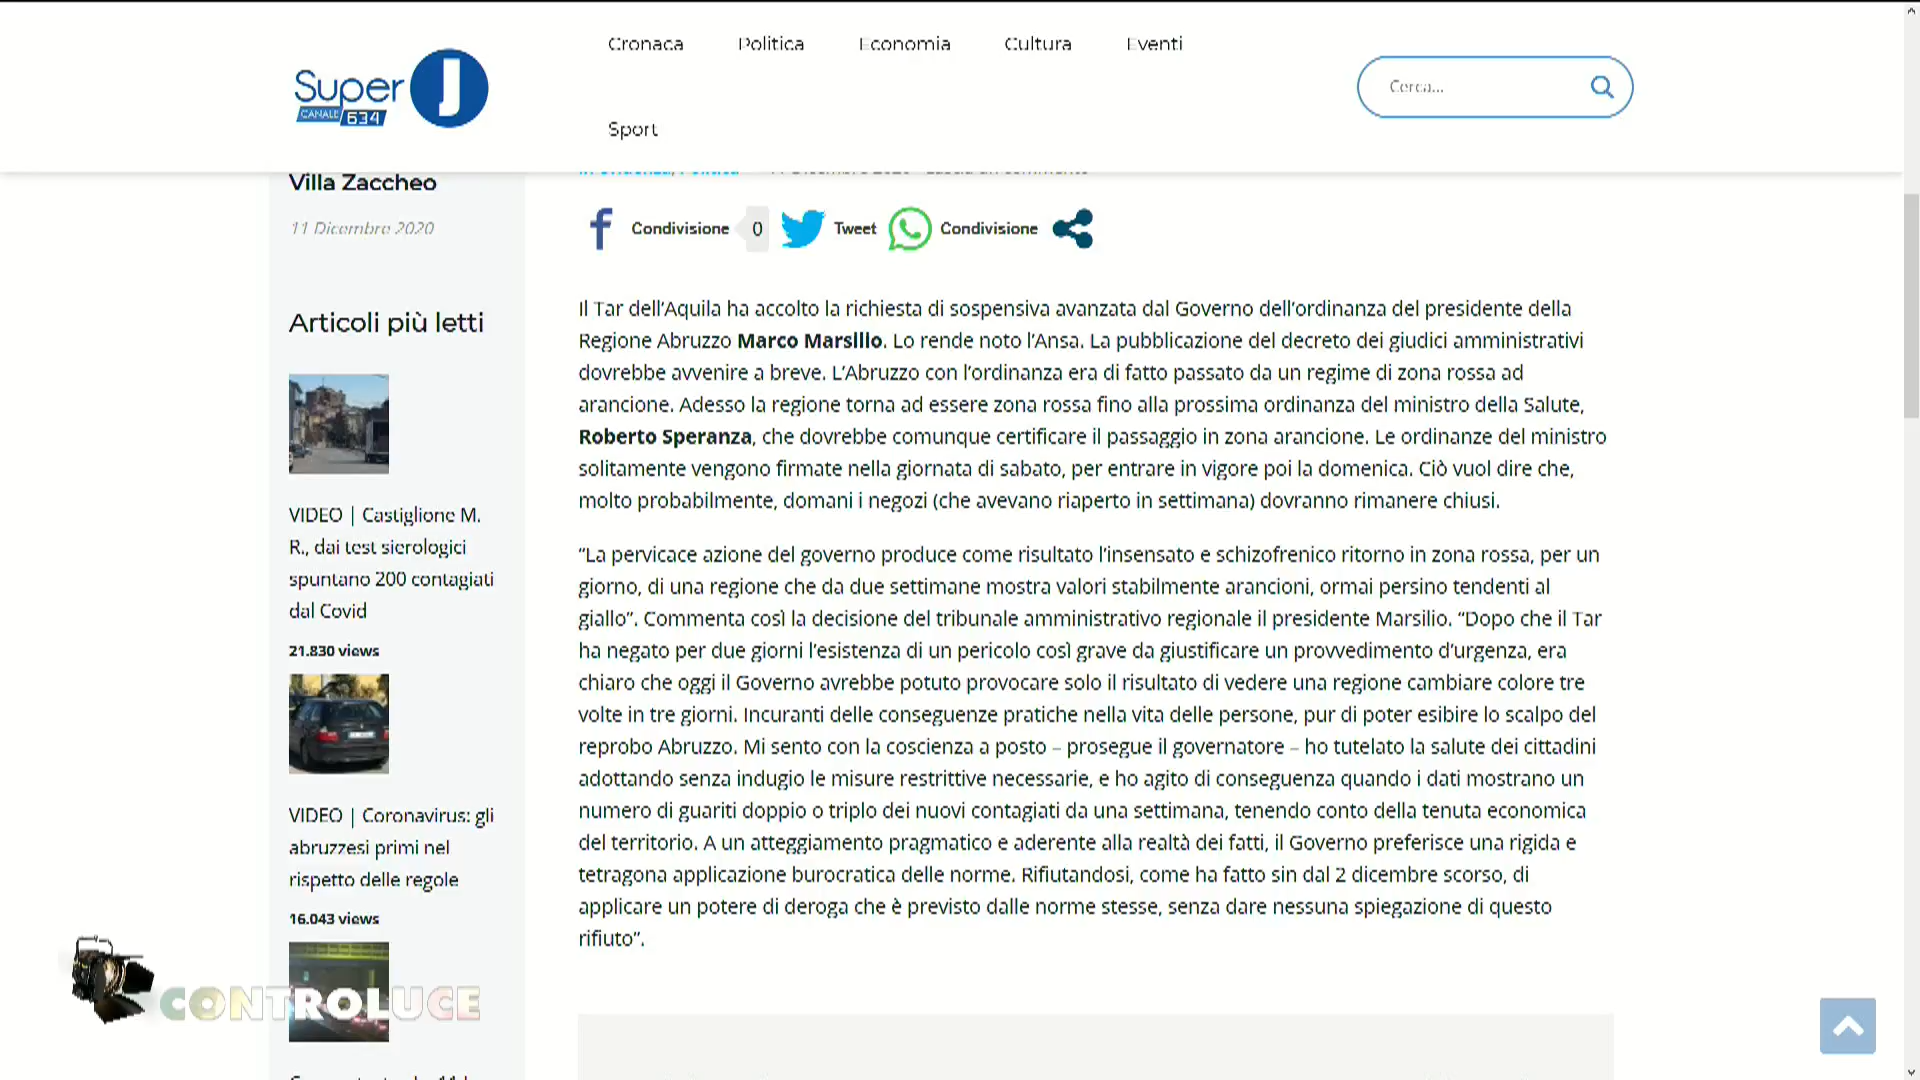 Cronaca
Politica
Economia
Cultura
Eventi
Sport
Super J
CANALE 634
Cerca...
Villa Zaccheo
11 Dicembre 2020
Articoli più letti
VIDEO | Castiglione M.
R., dai test sierologici
spuntano 200 contagiati
dal Covid
21.830 views
VIDEO | Coronavirus: gli
abruzzesi primi nel
rispetto delle regole
16.043 views
Condivisione 0 Tweet Condivisione
Il Tar dell’Aquila ha accolto la richiesta di sospensiva avanzata dal Governo dell’ordinanza del presidente della
Regione Abruzzo Marco Marsilio. Lo rende noto l’Ansa. La pubblicazione del decreto dei giudici amministrativi
dovrebbe avvenire a breve. L’Abruzzo con l’ordinanza era di fatto passato da un regime di zona rossa ad
arancione. Adesso la regione torna ad essere zona rossa fino alla prossima ordinanza del ministro della Salute,
Roberto Speranza, che dovrebbe comunque certificare il passaggio in zona arancione. Le ordinanze del ministro
solitamente vengono firmate nella giornata di sabato, per entrare in vigore poi la domenica. Ciò vuol dire che,
molto probabilmente, domani i negozi (che avevano riaperto in settimana) dovranno rimanere chiusi.
“La pervicace azione del governo produce come risultato l’insensato e schizofrenico ritorno in zona rossa, per un
giorno, di una regione che da due settimane mostra valori stabilmente arancioni, ormai persino tendenti al
giallo”. Commenta così la decisione del tribunale amministrativo regionale il presidente Marsilio. “Dopo che il Tar
ha negato per due giorni l’esistenza di un pericolo così grave da giustificare un provvedimento d’urgenza, era
chiaro che oggi il Governo avrebbe potuto provocare solo il risultato di vedere una regione cambiare colore tre
volte in tre giorni. Incuranti delle conseguenze pratiche nella vita delle persone, pur di poter esibire lo scalpo del
reprobo Abruzzo. Mi sento con la coscienza a posto – prosegue il governatore – ho tutelato la salute dei cittadini
adottando senza indugio le misure restrittive necessarie, e ho agito di conseguenza quando i dati mostrano un
numero di guariti doppio o triplo dei nuovi contagiati da una settimana, tenendo conto della tenuta economica
del territorio. A un atteggiamento pragmatico e aderente alla realtà dei fatti, il Governo preferisce una rigida e
tetragona applicazione burocratica delle norme. Rifiutandosi, come ha fatto sin dal 2 dicembre scorso, di
applicare un potere di deroga che è previsto dalle norme stesse, senza dare nessuna spiegazione di questo
rifiuto”.
CONTROLUCE